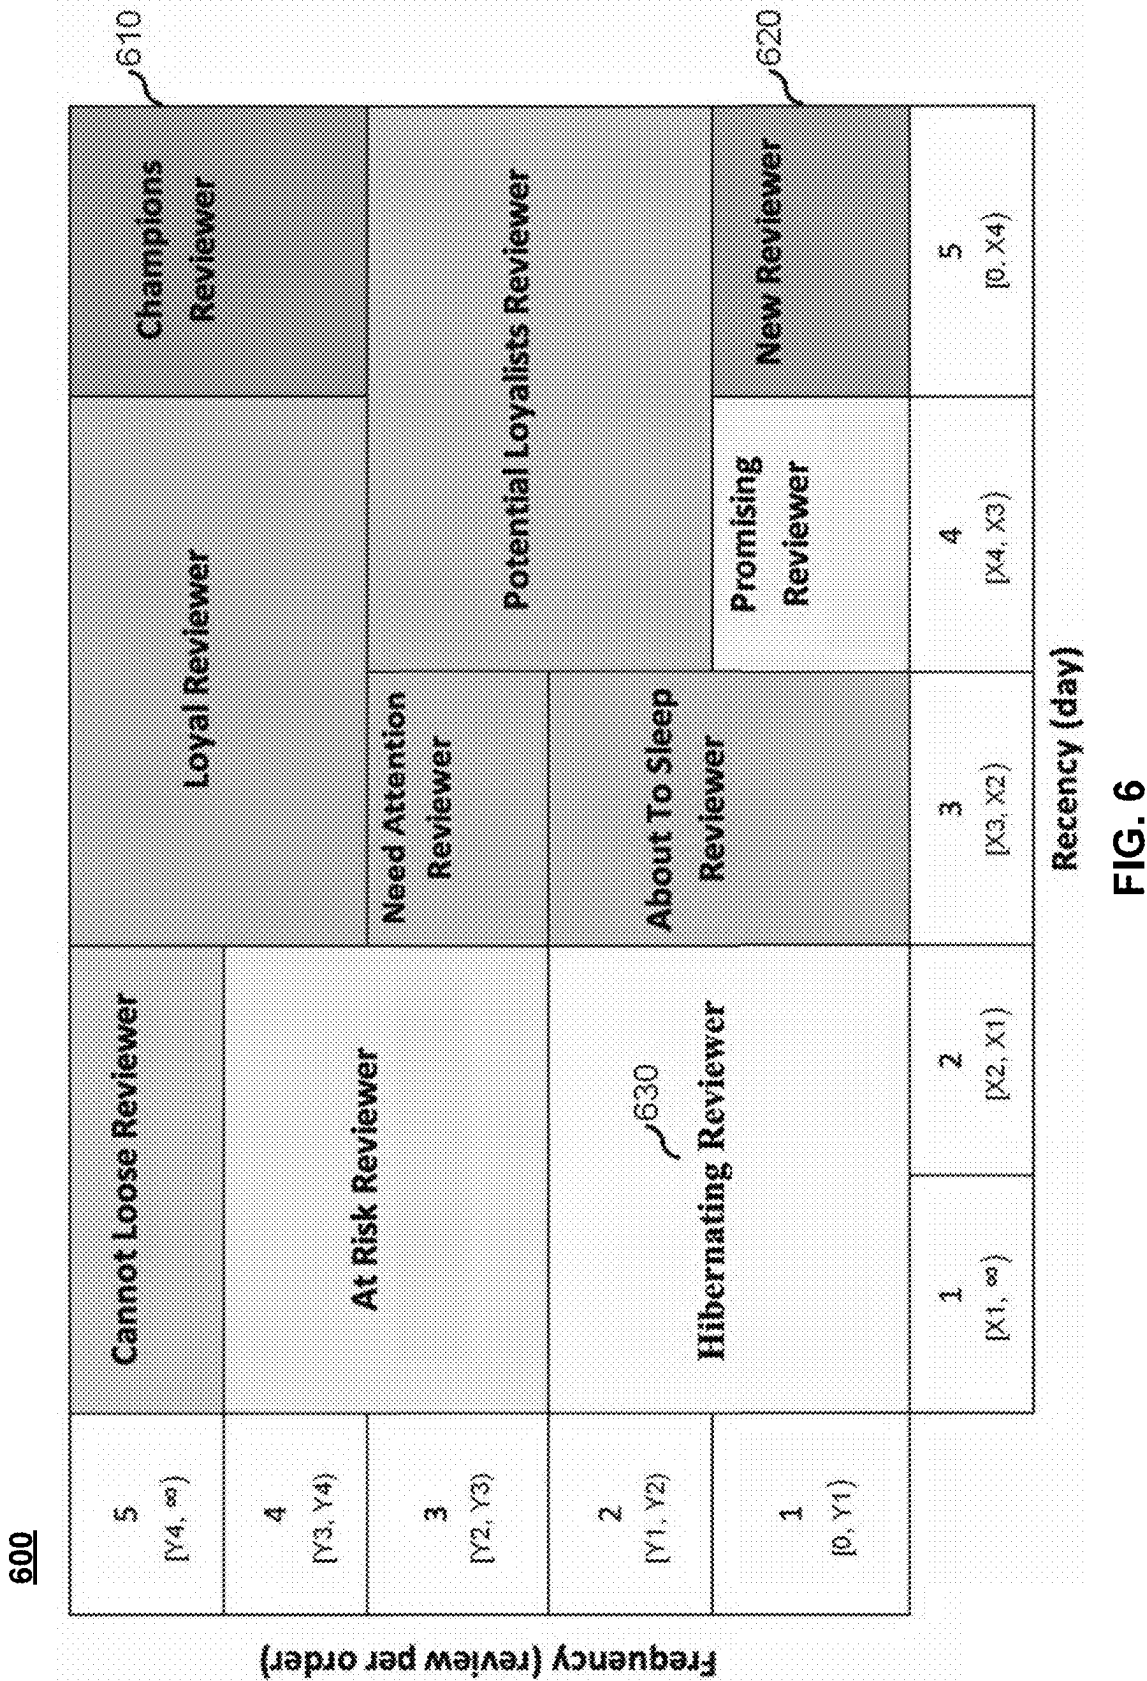 600
Frequency (review per order)
5
[Y4, ∞)
Cannot Loose Reviewer
Loyal Reviewer
Champions
Reviewer
610
4
[Y3, Y4)
At Risk Reviewer
3
[Y2, Y3)
Need Attention
Reviewer
Potential Loyalists Reviewer
2
[Y1, Y2)
630
Hibernating Reviewer
About To Sleep
Reviewer
1
[0, Y1)
Promising
Reviewer
New Reviewer
620
1
[X1, ∞)
2
[X2, X1)
3
[X3, X2)
4
[X4, X3)
5
[0, X4)
Recency (day)
FIG. 6